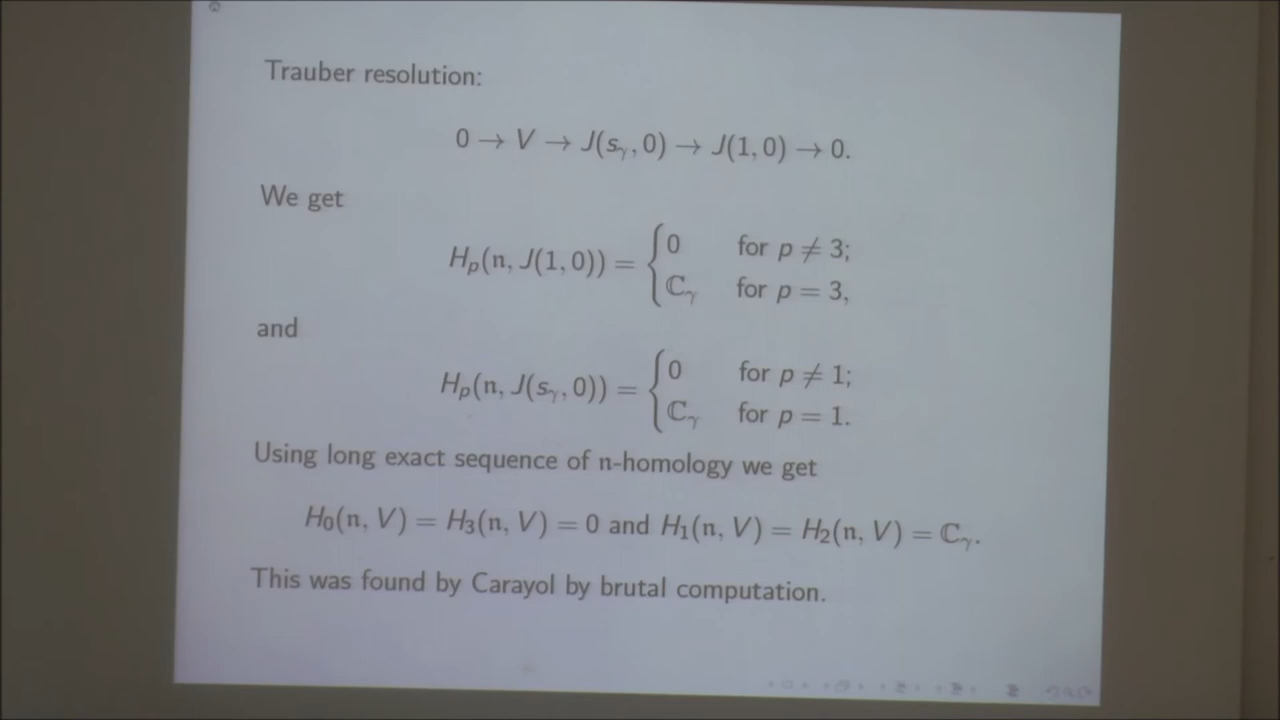 Trauber resolution:
0 → V → J(s_γ, 0) → J(1, 0) → 0.
We get
H_p(𝔫, J(1, 0)) = { 0 for p ≠ 3;
ℂ_γ for p = 3,
and
H_p(𝔫, J(s_γ, 0)) = { 0 for p ≠ 1;
ℂ_γ for p = 1.
Using long exact sequence of 𝔫-homology we get
H_0(𝔫, V) = H_3(𝔫, V) = 0 and H_1(𝔫, V) = H_2(𝔫, V) = ℂ_γ.
This was found by Carayol by brutal computation.